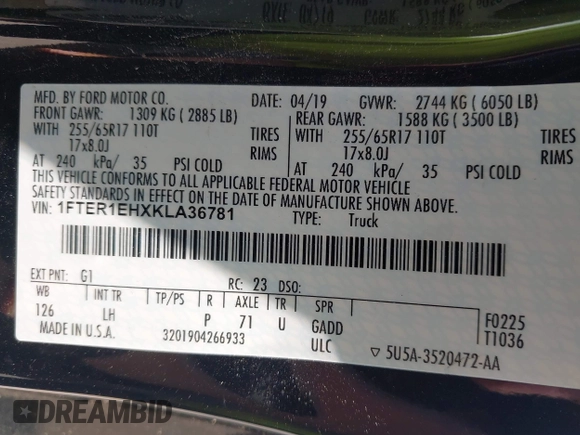 MFD. BY FORD MOTOR CO.
DATE: 04/19 GVWR: 2744 KG ( 6050 LB)
FRONT GAWR: 1309 KG ( 2885 LB)
REAR GAWR: 1588 KG ( 3500 LB)
WITH 255/65R17 110T TIRES
WITH 255/65R17 110T TIRES
17x8.0J RIMS
17x8.0J RIMS
AT 240 kPa/ 35 PSI COLD
AT 240 kPa/ 35 PSI COLD
THIS VEHICLE CONFORMS TO ALL APPLICABLE FEDERAL MOTOR VEHICLE
SAFETY STANDARDS IN EFFECT ON THE DATE OF MANUFACTURE SHOWN ABOVE.
VIN: 1FTER1EHXKLA36781
TYPE: Truck
EXT PNT: G1 RC: 23 DSO:
WB INT TR TP/PS R AXLE TR SPR
126 LH P 71 U GADD
ULC
F0225
T1036
MADE IN U.S.A. 3201904266933
▽ 5U5A-3520472-AA
DREAMBID